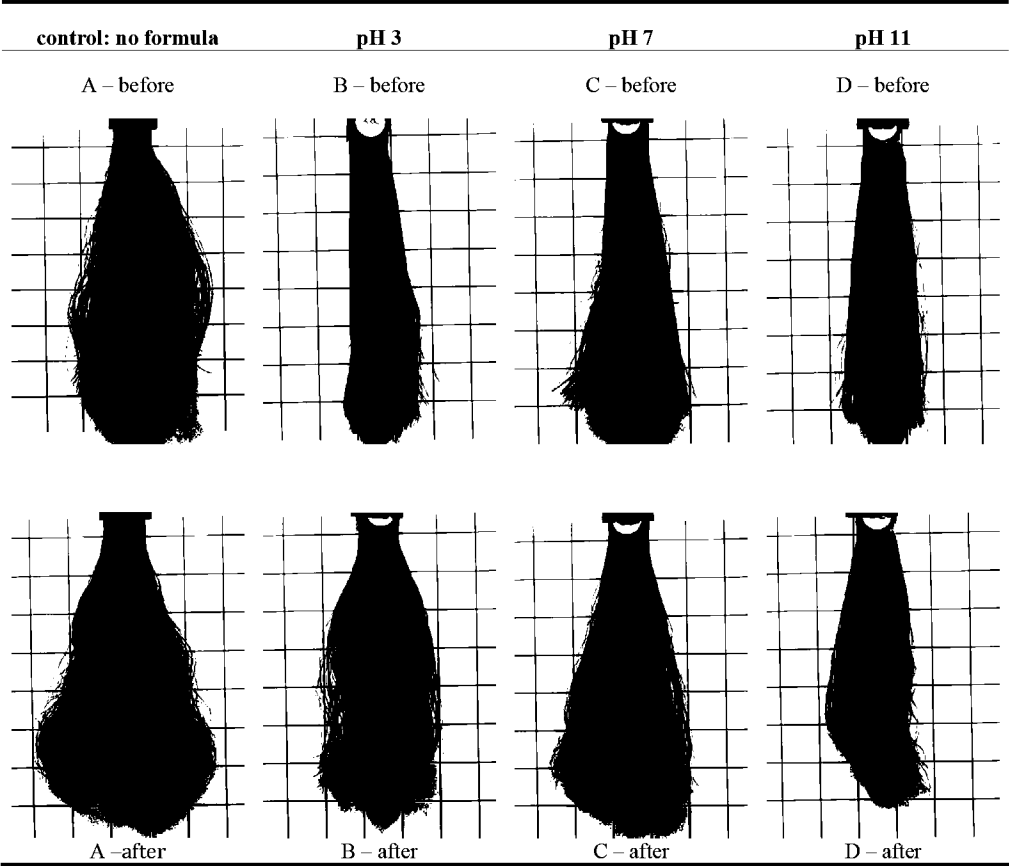 control: no formula pH 3 pH 7 pH 11
A – before B – before C – before D – before
A –after B – after C – after D – after